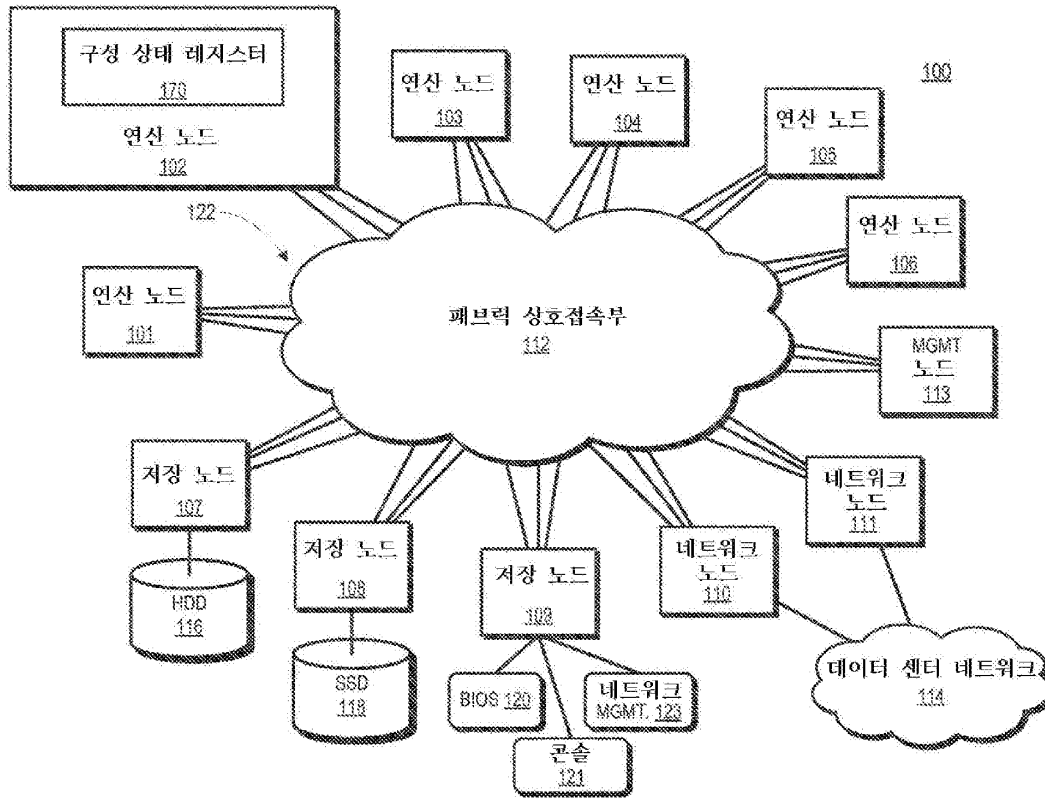 구성 상태 레지스터
170
연산 노드
102
연산 노드
103
연산 노드
104
연산 노드
105
100
연산 노드
106
122
연산 노드
101
패브릭 상호접속부
112
MGMT
노드
113
저장 노드
107
HDD
116
저장 노드
108
SSD
118
저장 노드
109
BIOS 120
콘솔
121
네트워크
MGMT. 123
네트워크
노드
110
네트워크
노드
111
데이터 센터 네트워크
114